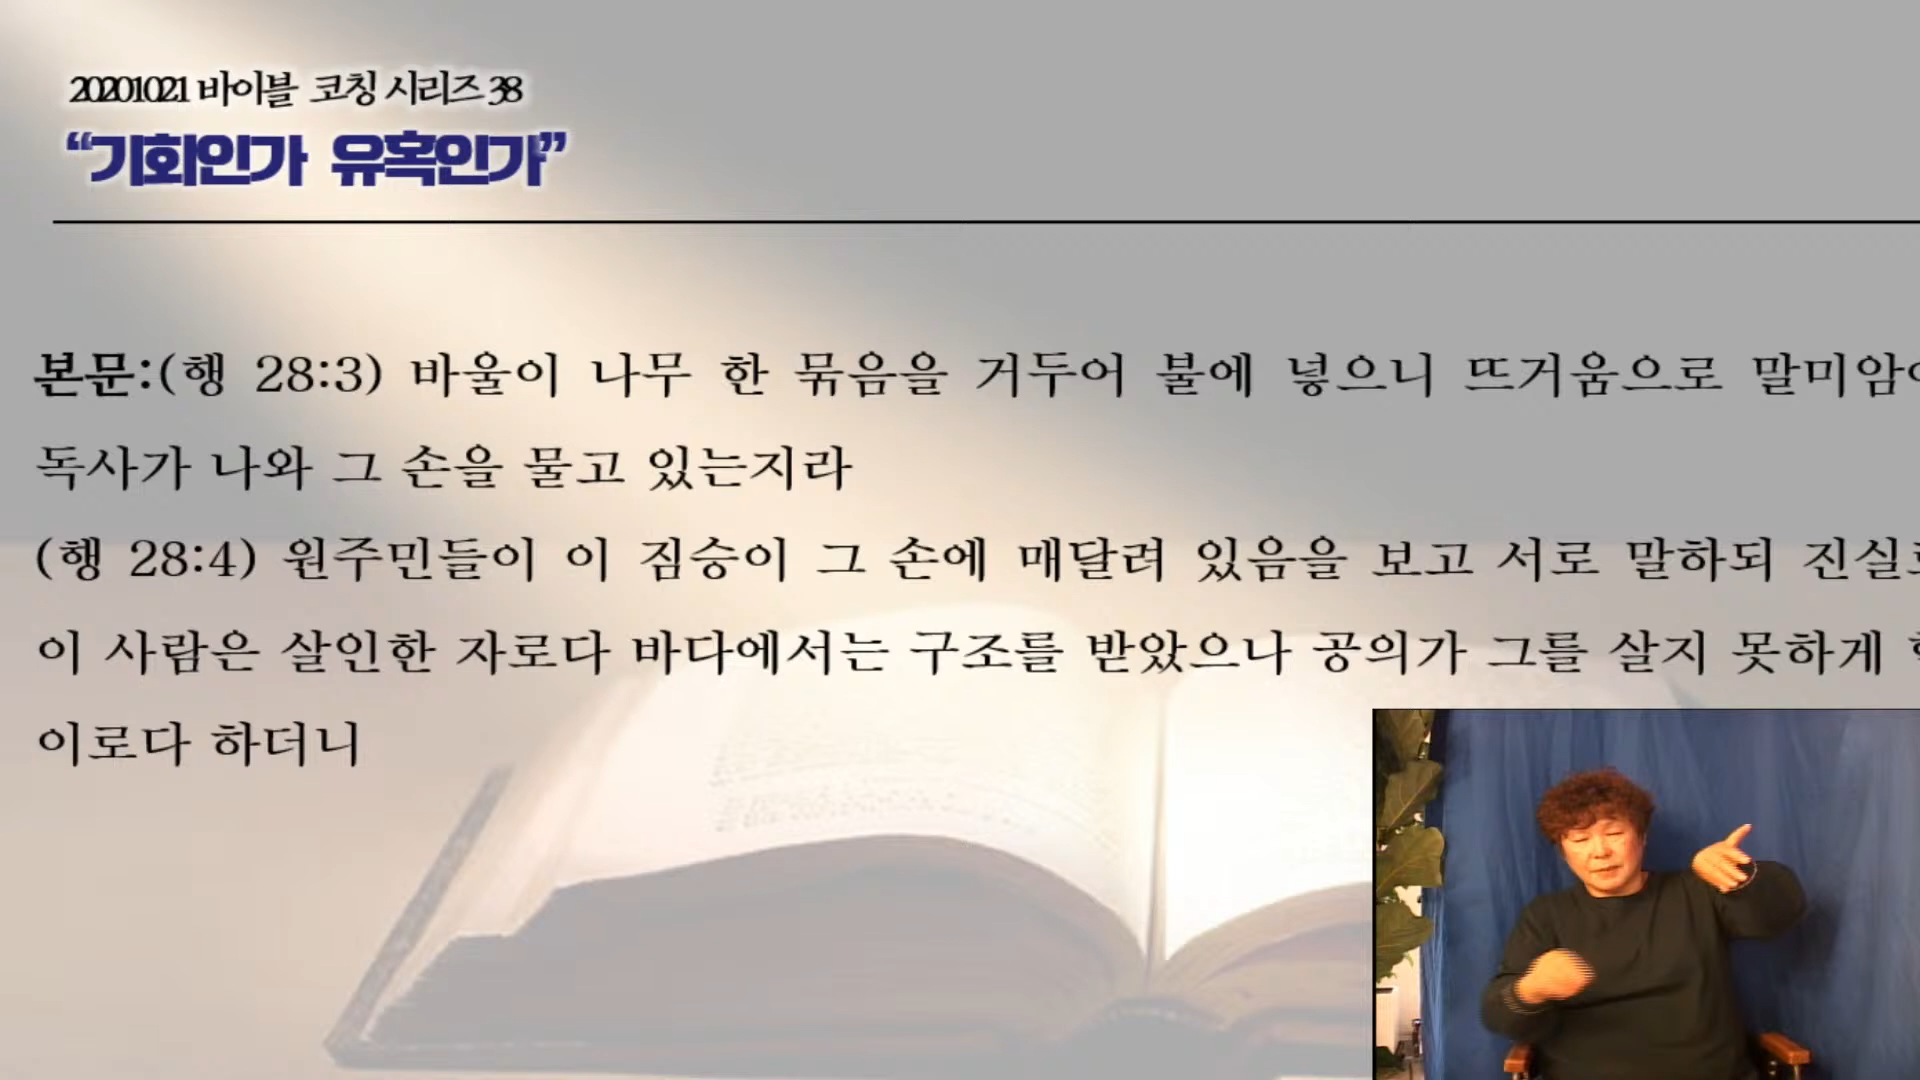 20201021 바이블 코칭 시리즈 38
“기회인가 유혹인가”
본문:(행 28:3) 바울이 나무 한 묶음을 거두어 불에 넣으니 뜨거움으로
독사가 나와 그 손을 물고 있는지라
(행 28:4) 원주민들이 이 짐승이 그 손에 매달려 있음을 보고 서로 말하되
이 사람은 살인한 자로다 바다에서는 구조를 받았으나 공의가 그를 살지 못하게
이로다 하더니